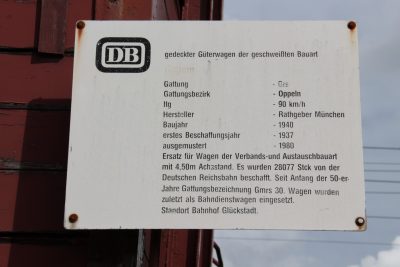 DB
gedeckter Güterwagen der geschweißten Bauart
Gattung - Grs
Gattungsbezirk - Oppeln
Hg - 90 km/h
Hersteller - Rathgeber München
Baujahr - 1940
erstes Beschaffungsjahr - 1937
ausgemustert - 1980
Ersatz für Wagen der Verbands-und Austauschbauart
mit 4,50m Achsstand. Es wurden 28077 Stck von der
Deutschen Reichsbahn beschafft. Seit Anfang der 50-er-
Jahre Gattungsbezeichnung Gmrs 30. Wagen wurden
zuletzt als Bahndienstwagen eingesetzt.
Standort Bahnhof Glückstadt.